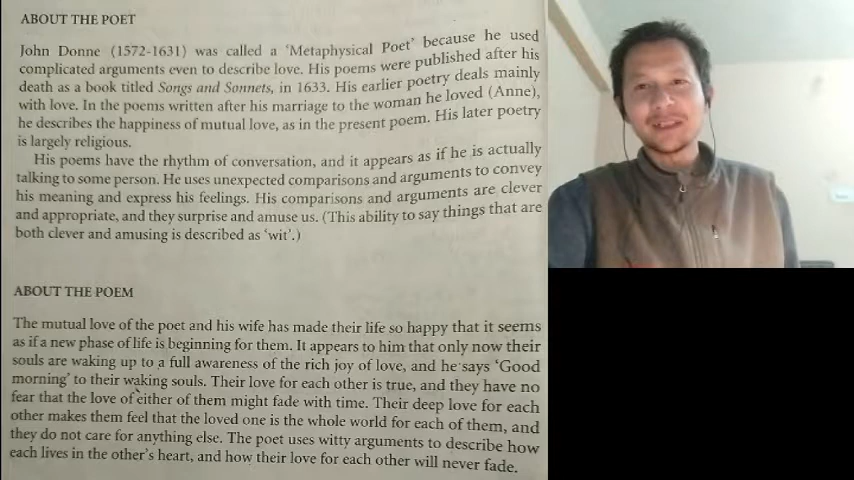 ABOUT THE POET
John Donne (1572-1631) was called a 'Metaphysical Poet' because he used
complicated arguments even to describe love. His poems were published after his
death as a book titled Songs and Sonnets, in 1633. His earlier poetry deals mainly
with love. In the poems written after his marriage to the woman he loved (Anne),
he describes the happiness of mutual love, as in the present poem. His later poetry
is largely religious.
His poems have the rhythm of conversation, and it appears as if he is actually
talking to some person. He uses unexpected comparisons and arguments to convey
his meaning and express his feelings. His comparisons and arguments are clever
and appropriate, and they surprise and amuse us. (This ability to say things that are
both clever and amusing is described as 'wit'.)
ABOUT THE POEM
The mutual love of the poet and his wife has made their life so happy that it seems
as if a new phase of life is beginning for them. It appears to him that only now their
souls are waking up to a full awareness of the rich joy of love, and he says 'Good
morning' to their waking souls. Their love for each other is true, and they have no
fear that the love of either of them might fade with time. Their deep love for each
other makes them feel that the loved one is the whole world for each of them, and
they do not care for anything else. The poet uses witty arguments to describe how
each lives in the other's heart, and how their love for each other will never fade.